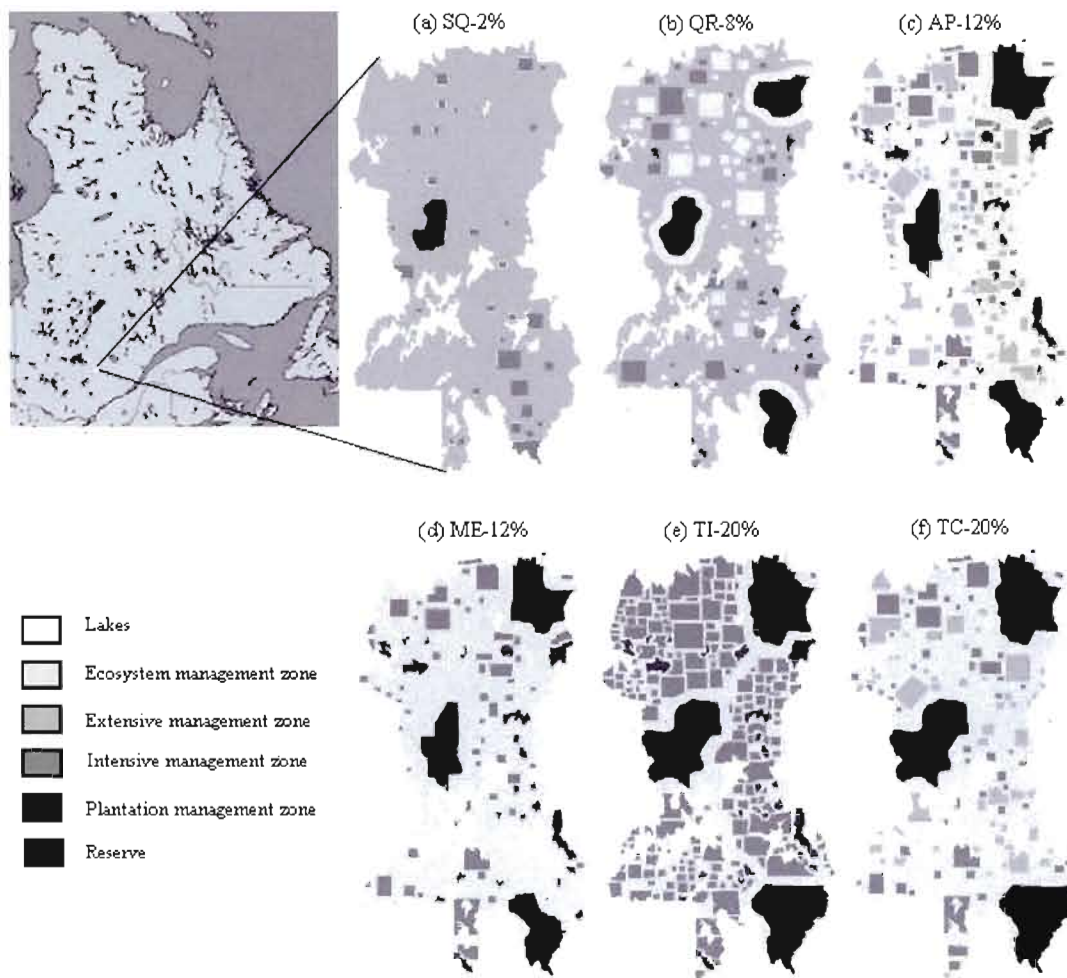 (a) SQ-2%
(b) QR-8%
(c) AP-12%
(d) ME-12%
(e) TI-20%
(f) TC-20%
Lakes
Ecosystem management zone
Extensive management zone
Intensive management zone
Plantation management zone
Reserve